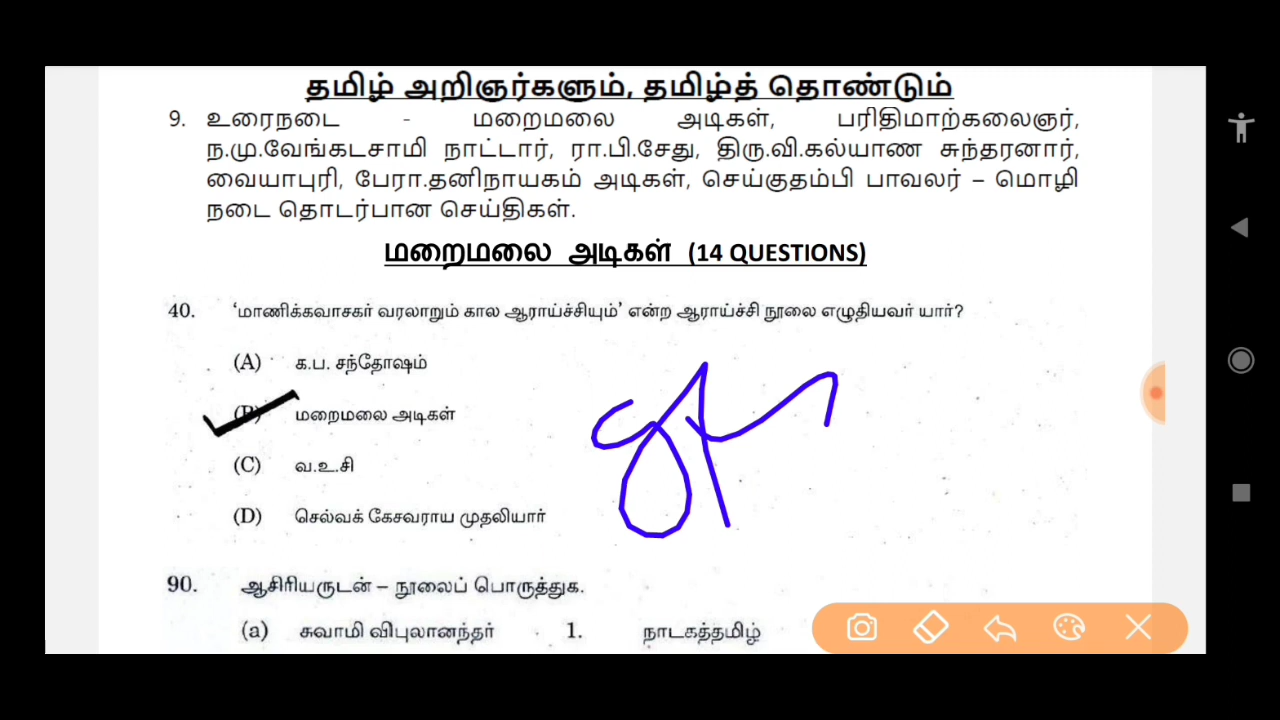 தமிழ் அறிஞர்களும், தமிழ்த் தொண்டும்
9. உரைநடை - மறைமலை அடிகள், பரிதிமாற்கலைஞர்,
ந.மு.வேங்கடசாமி நாட்டார், ரா.பி.சேது, திரு.வி.கல்யாண சுந்தரனார்,
வையாபுரி, பேரா.தனிநாயகம் அடிகள், செய்குதம்பி பாவலர் – மொழி
நடை தொடர்பான செய்திகள்.
மறைமலை அடிகள் (14 QUESTIONS)
40. 'மாணிக்கவாசகர் வரலாறும் கால ஆராய்ச்சியும்' என்ற ஆராய்ச்சி நூலை எழுதியவர் யார்?
(A) க.ப. சந்தோஷம்
(B) மறைமலை அடிகள்
(C) வ.உ.சி
(D) செல்வக் கேசவராய முதலியார்
90. ஆசிரியருடன் – நூலைப் பொருத்துக.
(a) சுவாமி விபுலானந்தர் 1. நாடகத்தமிழ்